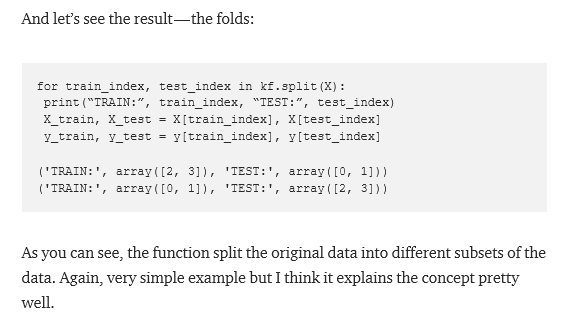 And let’s see the result—the folds:
for train_index, test_index in kf.split(X):
print(“TRAIN:”, train_index, “TEST:”, test_index)
X_train, X_test = X[train_index], X[test_index]
y_train, y_test = y[train_index], y[test_index]
('TRAIN:', array([2, 3]), 'TEST:', array([0, 1]))
('TRAIN:', array([0, 1]), 'TEST:', array([2, 3]))
As you can see, the function split the original data into different subsets of the
data. Again, very simple example but I think it explains the concept pretty
well.